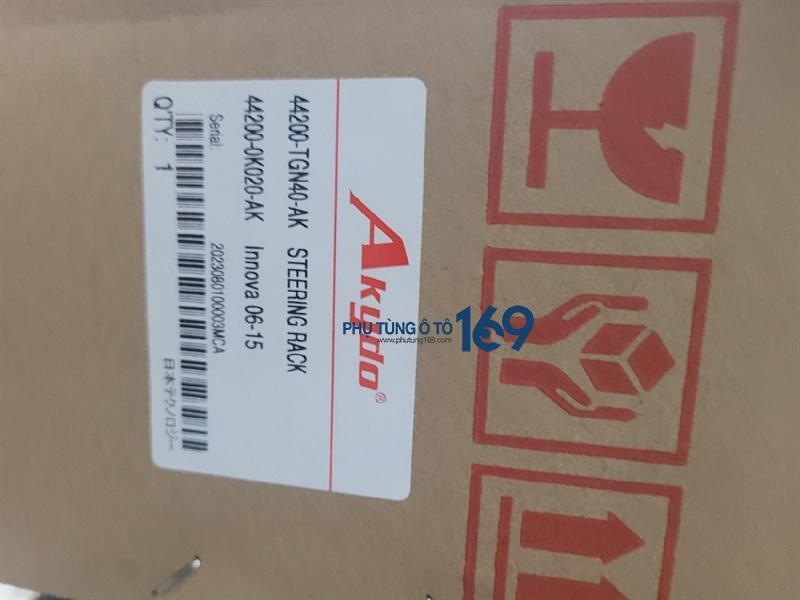 Akydo®
44200-TGN40-AK STEERING RACK
44200-0K020-AK Innova 06-15
Serial: 20230801000003MCA
Q'TY: 1
日本テクノロジー
PHỤ TÙNG Ô TÔ 169
www.phutung169.com